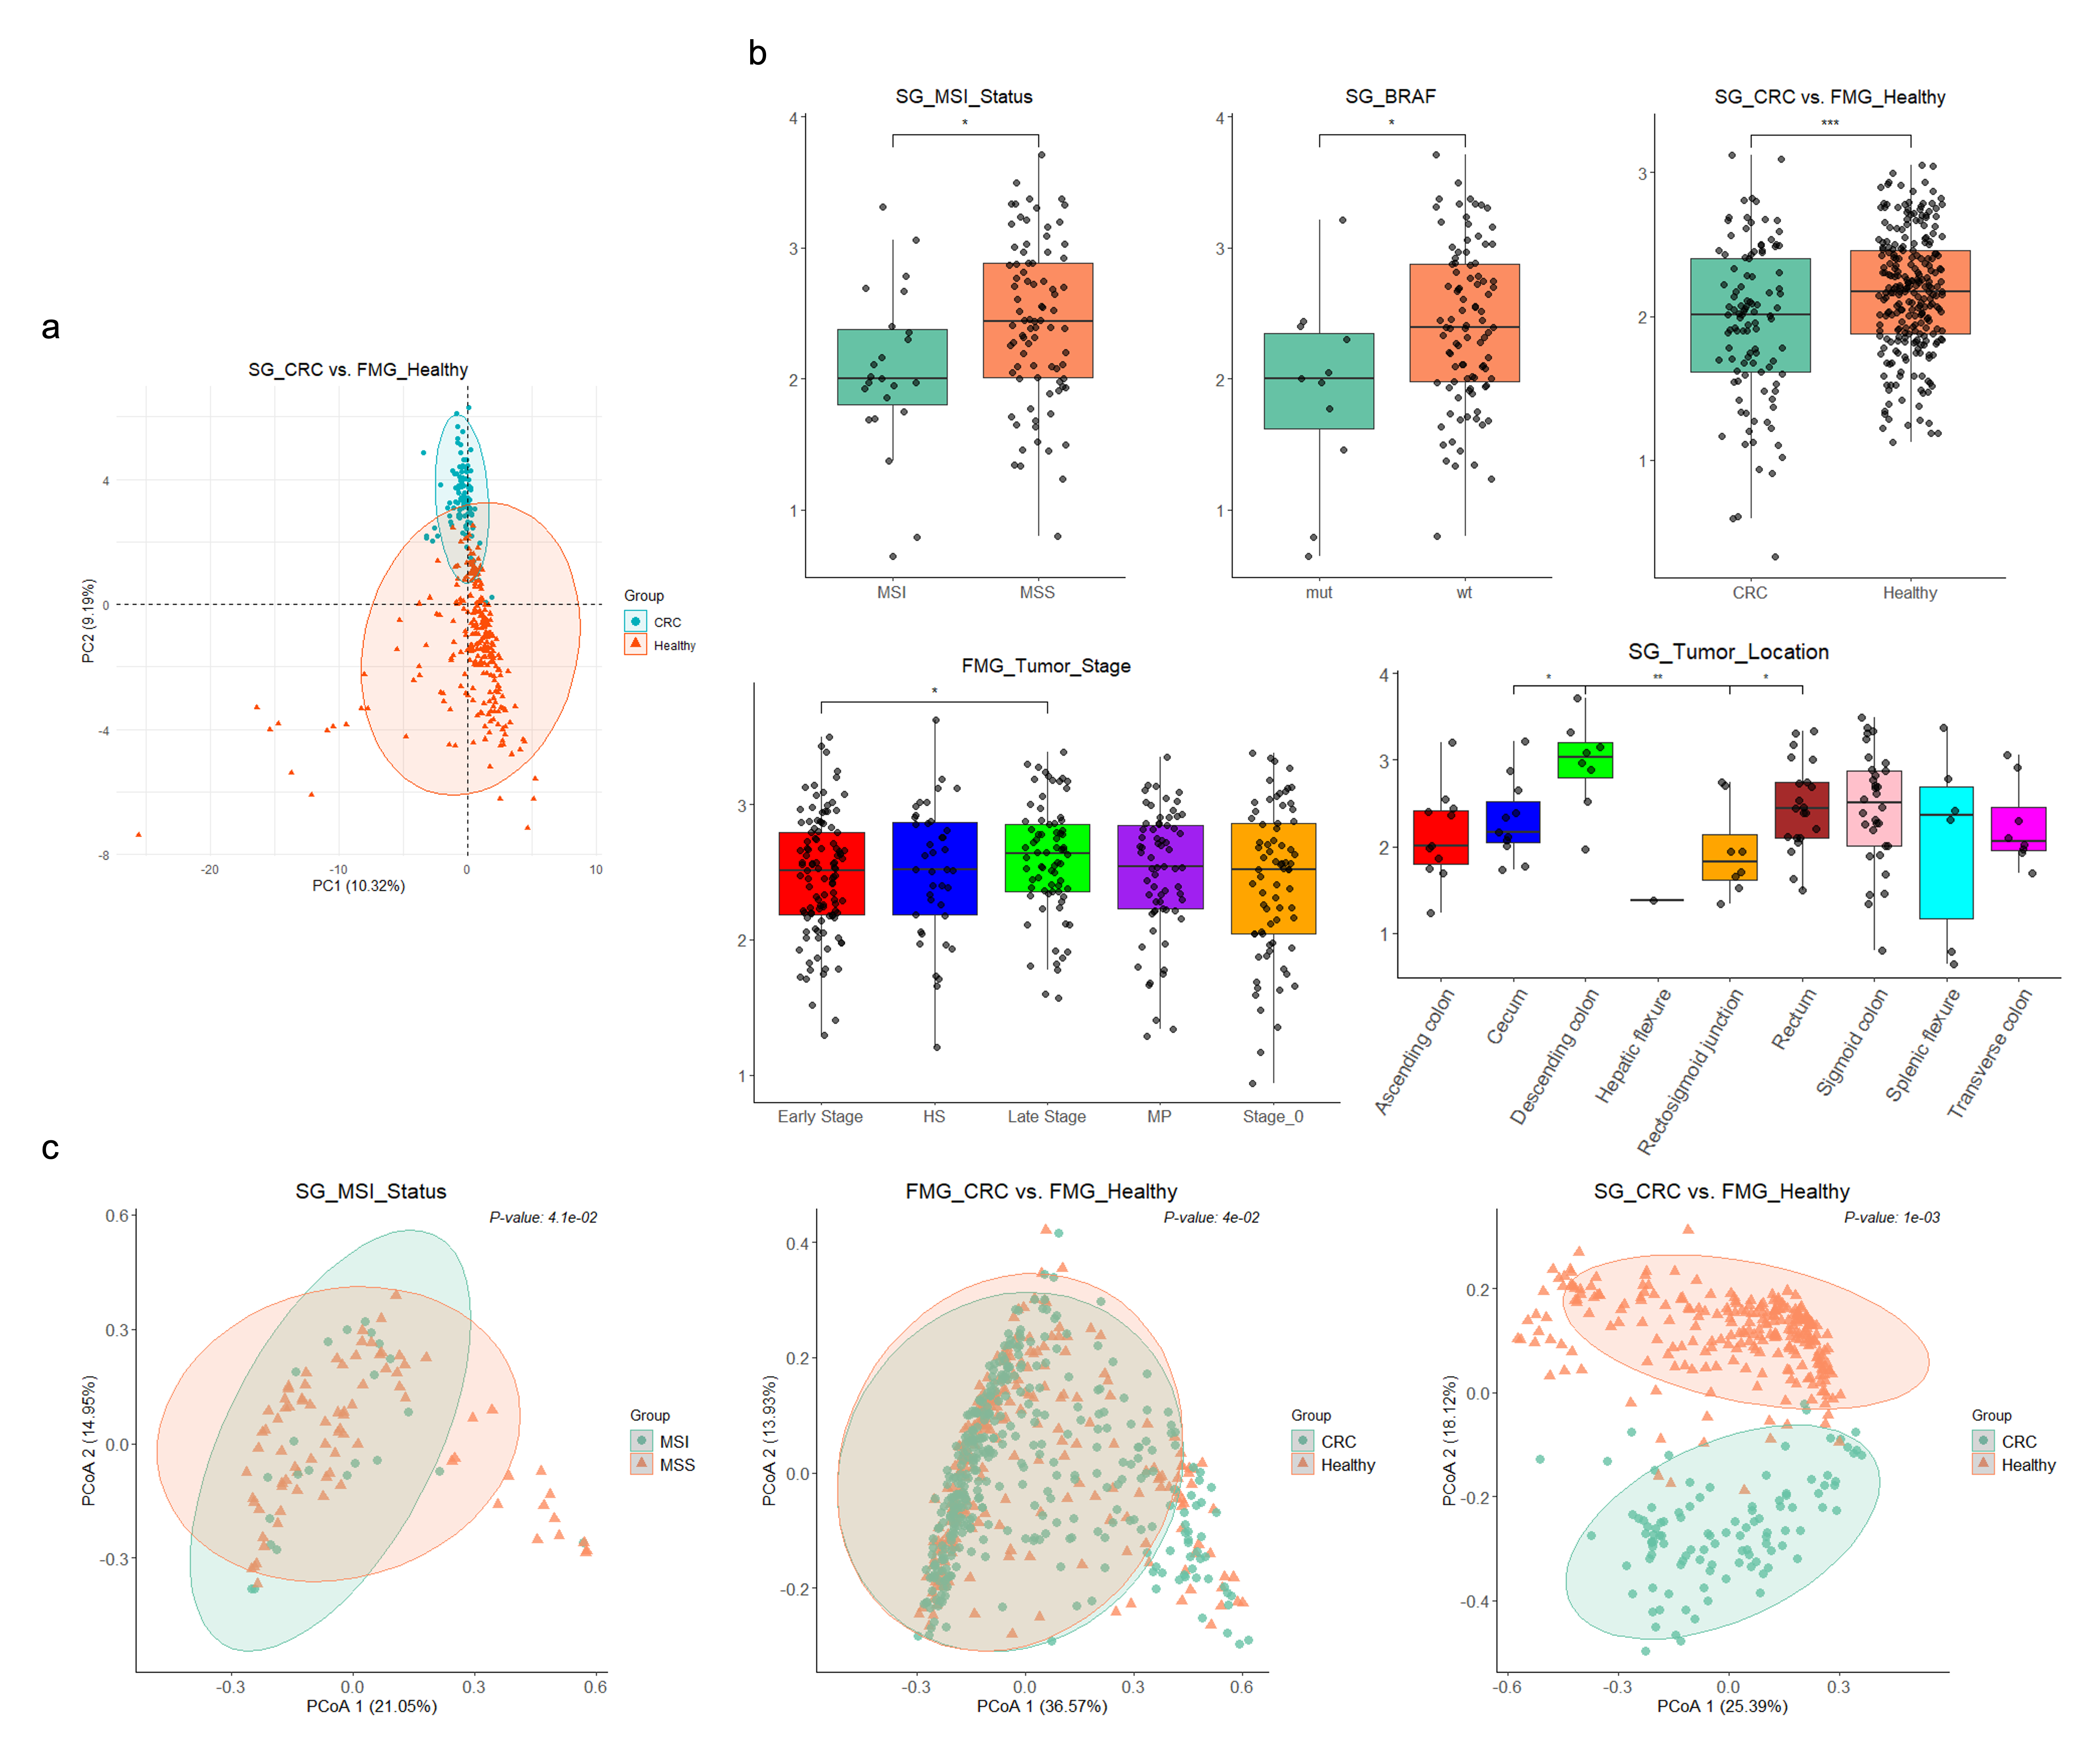 a
SG_CRC vs. FMG_Healthy
4
0
-4
-8
-20
-10
0
10
PC1 (10.32%)
PC2 (9.19%)
Group
CRC
Healthy
b
SG_MSI_Status
*
4
3
2
1
MSI
MSS
SG_BRAF
*
4
3
2
1
mut
wt
SG_CRC vs. FMG_Healthy
***
3
2
1
CRC
Healthy
FMG_Tumor_Stage
*
3
2
1
Early Stage
HS
Late Stage
MP
Stage_0
SG_Tumor_Location
*
**
*
4
3
2
1
Ascending colon
Cecum
Descending colon
Hepatic flexure
Rectosigmoid junction
Rectum
Sigmoid colon
Splenic flexure
Transverse colon
c
SG_MSI_Status
P-value: 4.1e-02
0.6
0.3
0.0
-0.3
-0.3
0.0
0.3
0.6
PCoA 1 (21.05%)
PCoA 2 (14.95%)
Group
MSI
MSS
FMG_CRC vs. FMG_Healthy
P-value: 4e-02
0.4
0.2
0.0
-0.2
-0.3
0.0
0.3
0.6
PCoA 1 (36.57%)
PCoA 2 (13.93%)
Group
CRC
Healthy
SG_CRC vs. FMG_Healthy
P-value: 1e-03
0.2
0.0
-0.2
-0.4
-0.6
-0.3
0.0
0.3
PCoA 1 (25.39%)
PCoA 2 (18.12%)
Group
CRC
Healthy